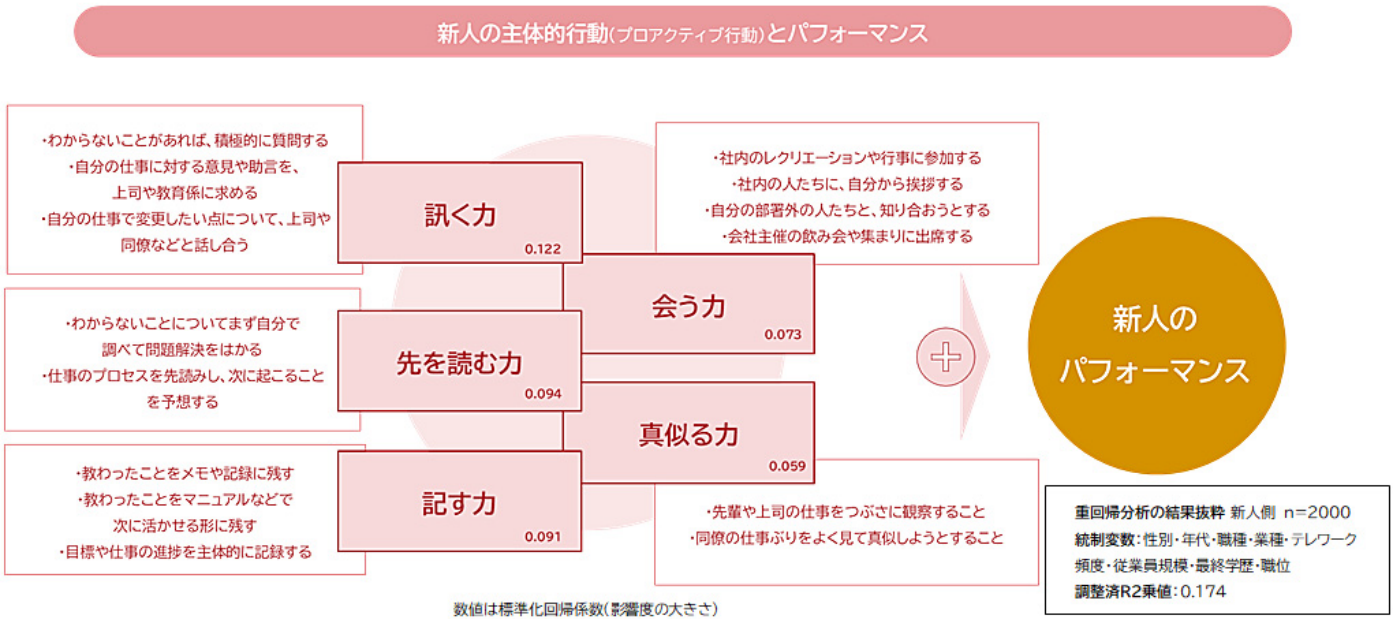 新人の主体的行動(プロアクティブ行動)とパフォーマンス
・わからないことがあれば、積極的に質問する
・自分の仕事に対する意見や助言を、
上司や教育係に求める
・自分の仕事で変更したい点について、上司や
同僚などと話し合う
訊く力
0.122
・社内のレクリエーションや行事に参加する
・社内の人たちに、自分から挨拶する
・自分の部署外の人たちと、知り合おうとする
・会社主催の飲み会や集まりに出席する
会う力
0.073
・わからないことについてまず自分で
調べて問題解決をはかる
・仕事のプロセスを先読みし、次に起こること
を予想する
先を読む力
0.094
真似る力
0.059
・教わったことをメモや記録に残す
・教わったことをマニュアルなどで
次に活かせる形に残す
・目標や仕事の進捗を主体的に記録する
記す力
0.091
・先輩や上司の仕事をつぶさに観察すること
・同僚の仕事ぶりをよく見て真似しようとすること
新人の
パフォーマンス
重回帰分析の結果抜粋 新人側 n=2000
統制変数:性別・年代・職種・業種・テレワーク
頻度・従業員規模・最終学歴・職位
調整済R2乗値:0.174
数値は標準化回帰係数(影響度の大きさ)